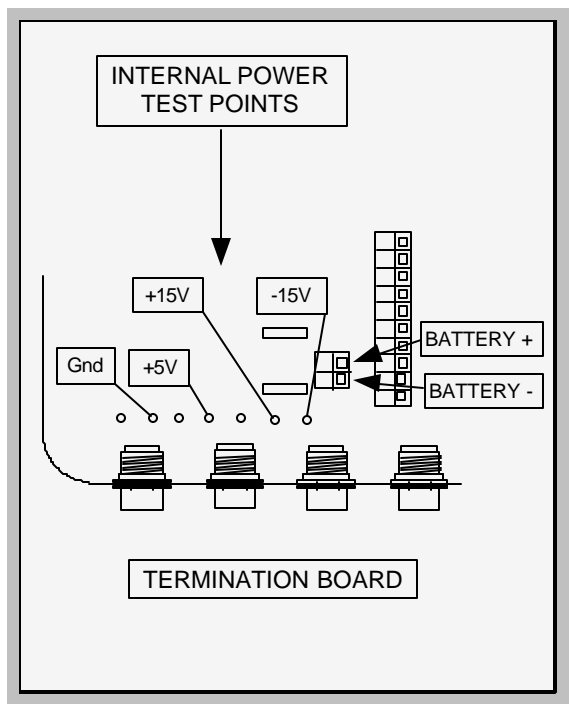 INTERNAL POWER
TEST POINTS
+15V
-15V
BATTERY +
Gnd
+5V
BATTERY -
TERMINATION BOARD